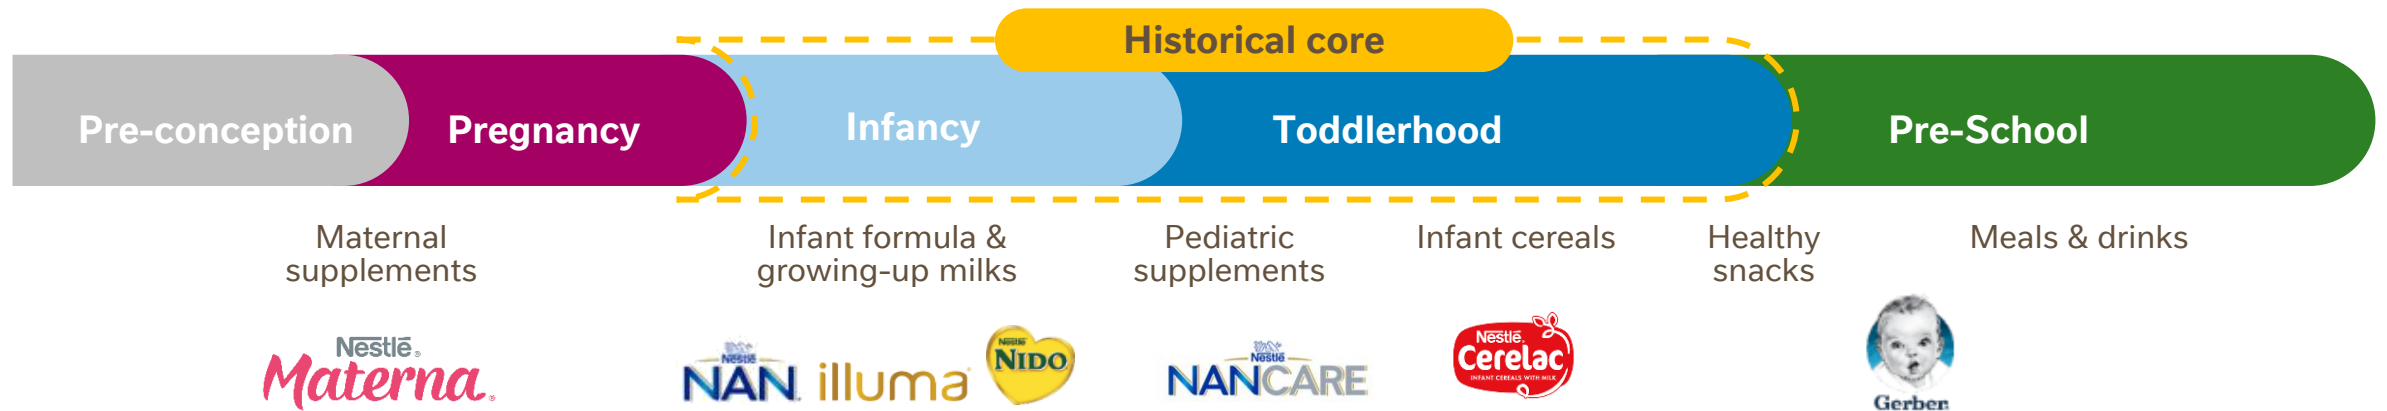 Historical core
Pre-conception
Pregnancy
Infancy
Toddlerhood
Pre-School
Maternal
supplements
Infant formula &
growing-up milks
Pediatric
supplements
Infant cereals
Healthy
snacks
Meals & drinks
Nestlé®
Materna®
Nestlé
NAN
illuma
Nestlé
NIDO
Nestlé
NANCARE
Nestlé
Cerelac
INFANT CEREALS WITH MILK
Gerber